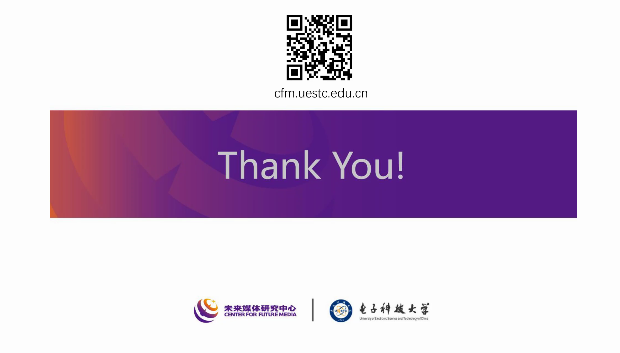 cfm.uestc.edu.cn
Thank You!
未来媒体研究中心
CENTER FOR FUTURE MEDIA
电子科技大学
University of Electronic Science and Technology of China